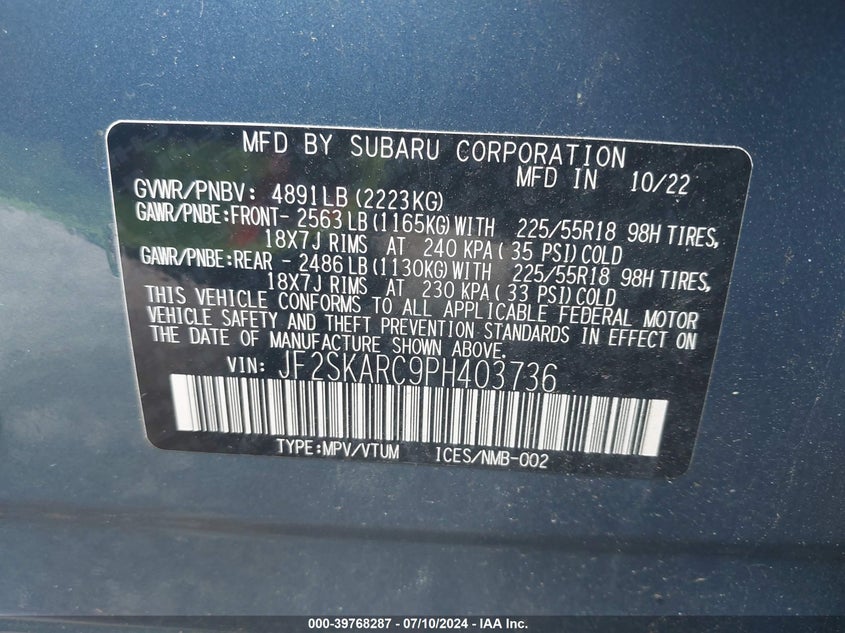 MFD BY SUBARU CORPORATION
MFD IN 10/22
GVWR/PNBV: 4891LB (2223KG)
GAWR/PNBE:FRONT- 2563LB (1165KG) WITH 225/55R18 98H TIRES,
18X7J RIMS AT 240 KPA ( 35 PSI) COLD
GAWR/PNBE:REAR - 2486LB (1130KG) WITH 225/55R18 98H TIRES,
18X7J RIMS AT 230 KPA ( 33 PSI) COLD
THIS VEHICLE CONFORMS TO ALL APPLICABLE FEDERAL MOTOR
VEHICLE SAFETY AND THEFT PREVENTION STANDARDS IN EFFECT ON
THE DATE OF MANUFACTURE SHOWN ABOVE.
VIN: JF2SKARC9PH403736
TYPE:MPV/VTUM ICES/NMB-002
000-39768287 - 07/10/2024 - IAA Inc.